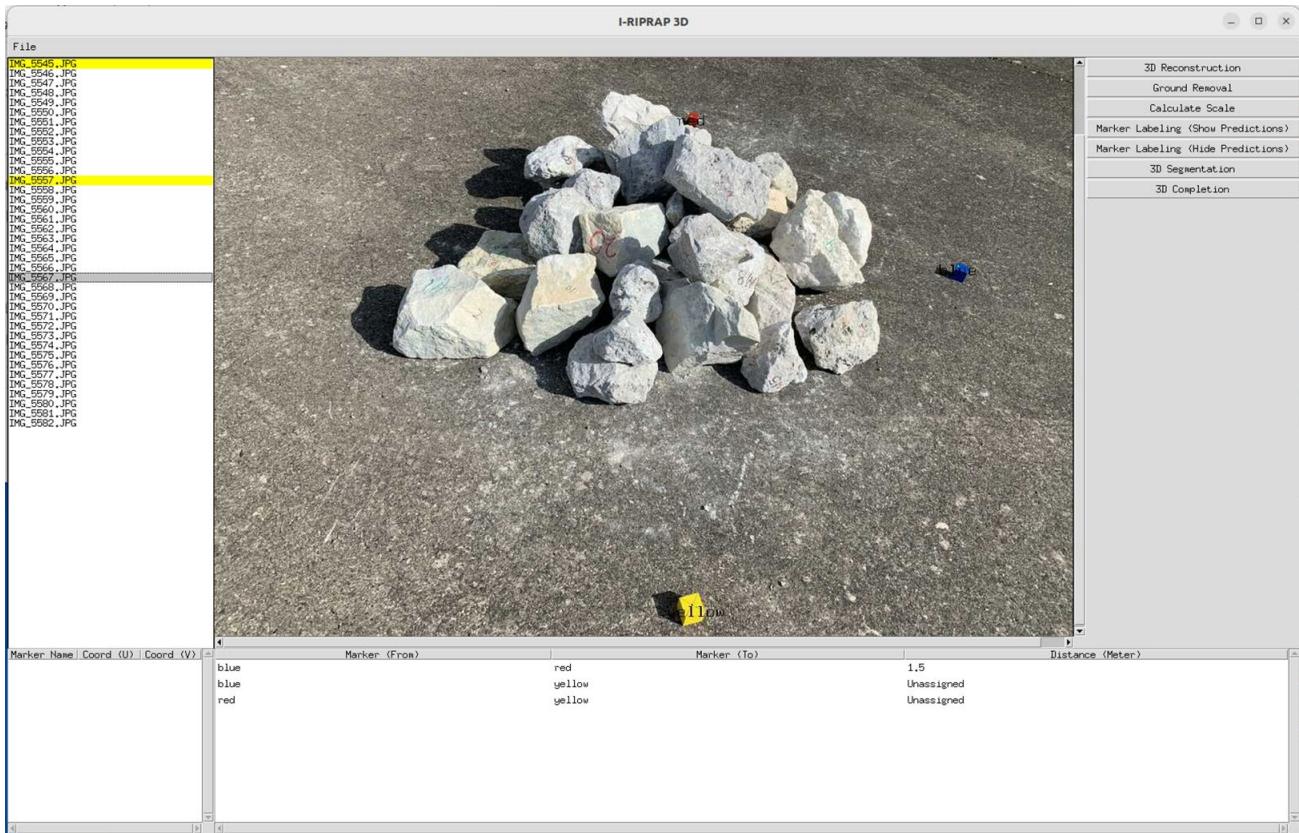 I-RIPRAP 3D
File
IMG_5545.JPG
IMG_5546.JPG
IMG_5547.JPG
IMG_5548.JPG
IMG_5549.JPG
IMG_5550.JPG
IMG_5551.JPG
IMG_5552.JPG
IMG_5553.JPG
IMG_5554.JPG
IMG_5555.JPG
IMG_5556.JPG
IMG_5557.JPG
IMG_5558.JPG
IMG_5559.JPG
IMG_5560.JPG
IMG_5561.JPG
IMG_5562.JPG
IMG_5563.JPG
IMG_5564.JPG
IMG_5565.JPG
IMG_5566.JPG
IMG_5567.JPG
IMG_5568.JPG
IMG_5569.JPG
IMG_5570.JPG
IMG_5571.JPG
IMG_5572.JPG
IMG_5573.JPG
IMG_5574.JPG
IMG_5575.JPG
IMG_5576.JPG
IMG_5577.JPG
IMG_5578.JPG
IMG_5579.JPG
IMG_5580.JPG
IMG_5581.JPG
IMG_5582.JPG
red
blue
yellow
3D Reconstruction
Ground Removal
Calculate Scale
Marker Labeling (Show Predictions)
Marker Labeling (Hide Predictions)
3D Segmentation
3D Completion
Marker Name Coord (U) Coord (V)
Marker (From) Marker (To) Distance (Meter)
blue red 1.5
blue yellow Unassigned
red yellow Unassigned